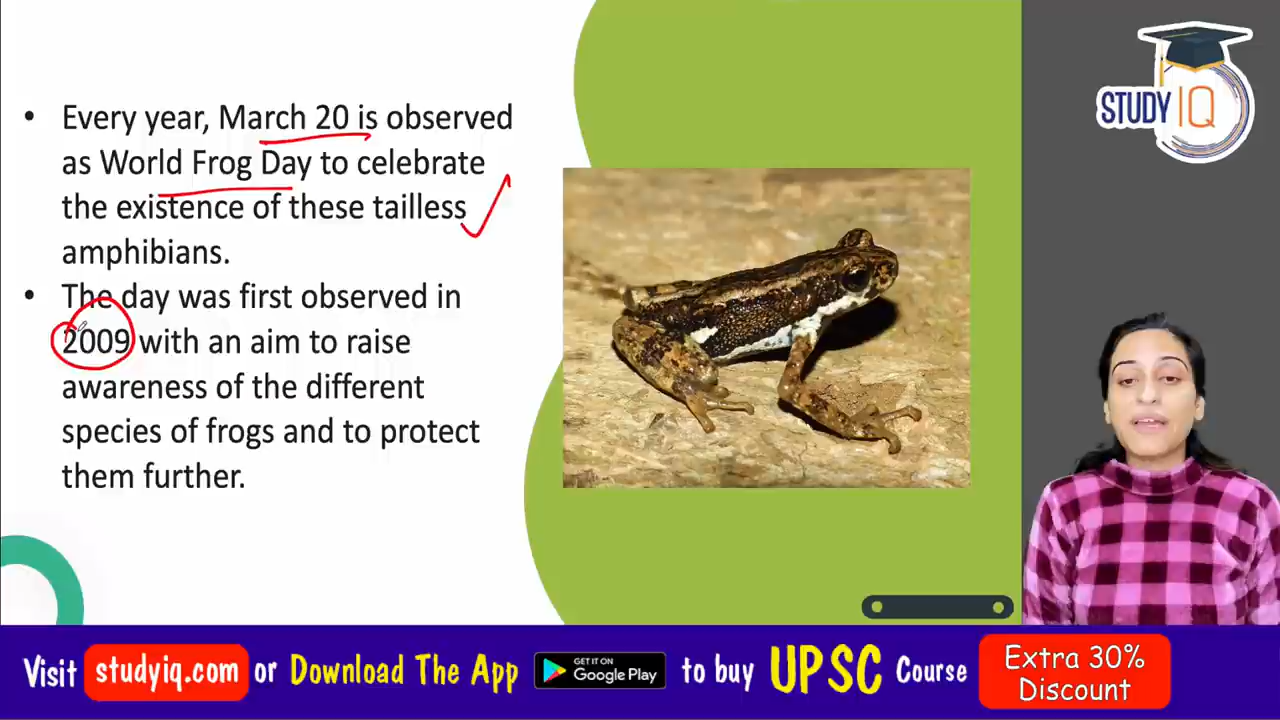 • Every year, March 20 is observed
as World Frog Day to celebrate
the existence of these tailless
amphibians.
• The day was first observed in
2009 with an aim to raise
awareness of the different
species of frogs and to protect
them further.
STUDY IQ
Visit studyiq.com or Download The App GET IT ON Google Play to buy UPSC Course
Extra 30%
Discount